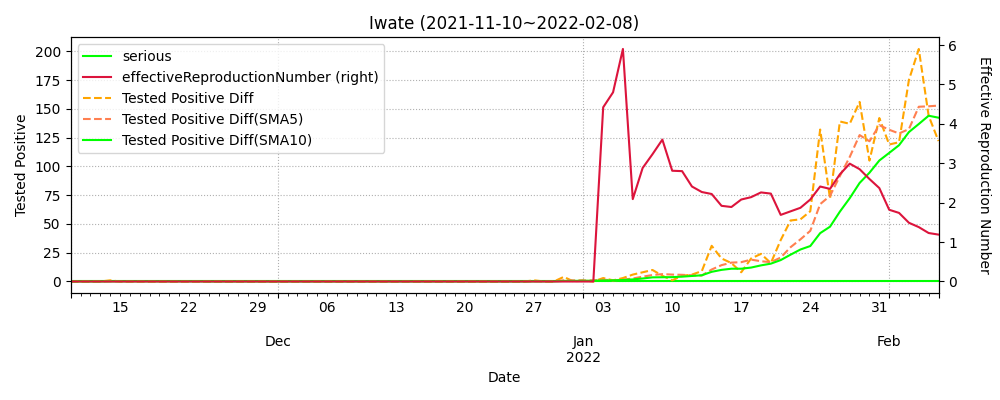 Iwate (2021-11-10~2022-02-08)
serious
effectiveReproductionNumber (right)
Tested Positive Diff
Tested Positive Diff(SMA5)
Tested Positive Diff(SMA10)
Tested Positive
200
175
150
125
100
75
50
25
0
6
5
4
3
2
1
0
Effective Reproduction Number
15 22 29 06 13 20 27 03 10 17 24 31
Dec Jan Feb
2022
Date